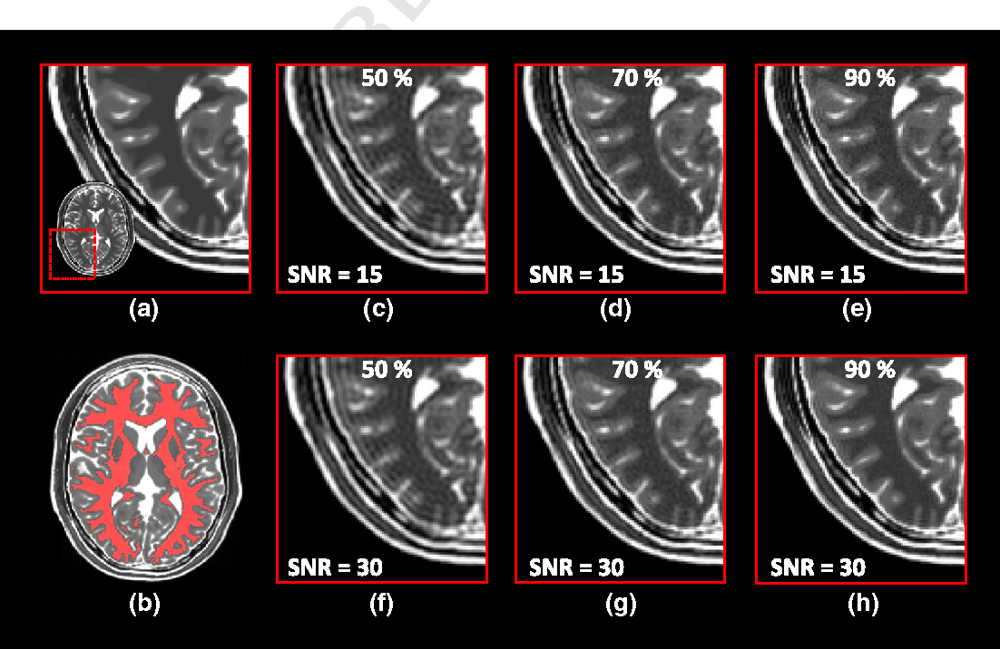 50 %
70 %
90 %
SNR = 15
SNR = 15
SNR = 15
(a)
(c)
(d)
(e)
50 %
70 %
90 %
SNR = 30
SNR = 30
SNR = 30
(b)
(f)
(g)
(h)